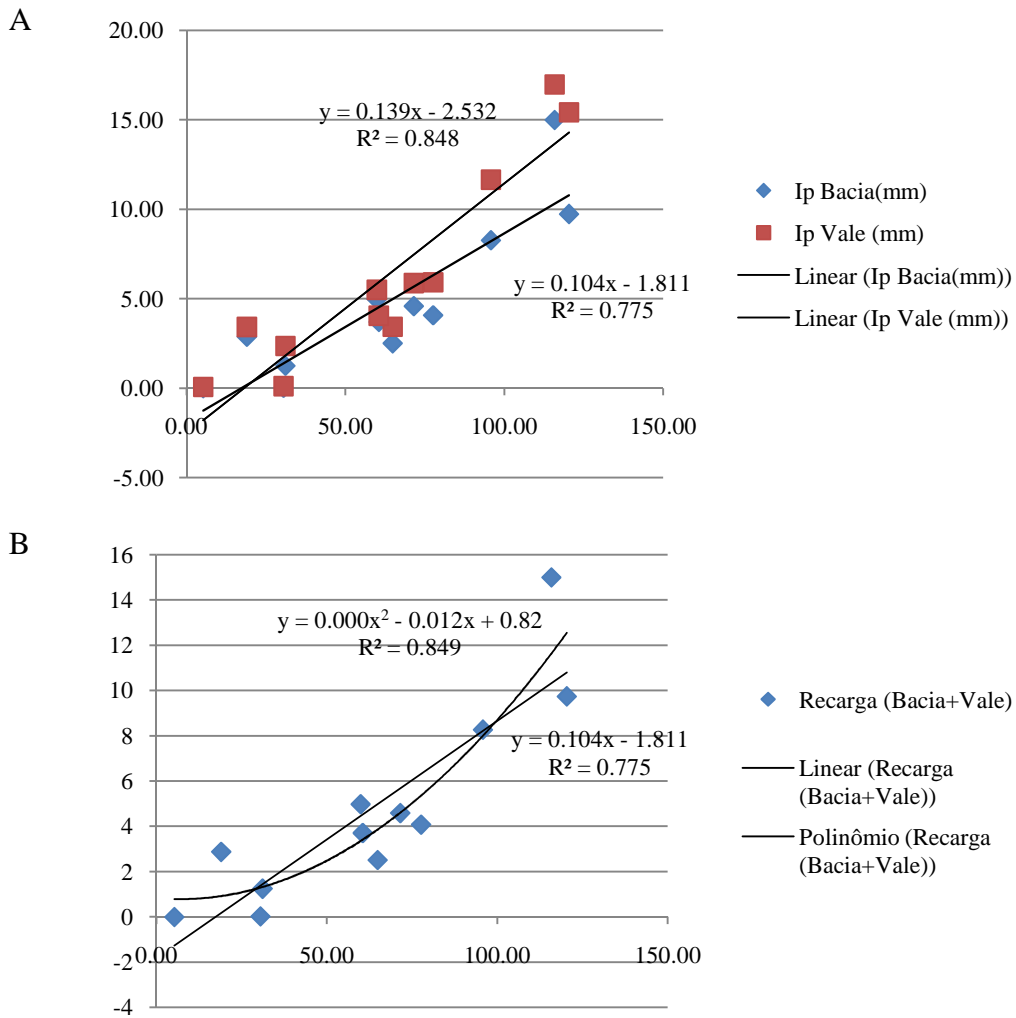 A
20.00
15.00
10.00
5.00
0.00
-5.00
0.00
50.00
100.00
150.00
y = 0.139x - 2.532
R² = 0.848
y = 0.104x - 1.811
R² = 0.775
Ip Bacia(mm)
Ip Vale (mm)
Linear (Ip Bacia(mm))
Linear (Ip Vale (mm))
B
16
14
12
10
8
6
4
2
0
-2
-4
0.00
50.00
100.00
150.00
y = 0.000x² - 0.012x + 0.82
R² = 0.849
y = 0.104x - 1.811
R² = 0.775
Recarga (Bacia+Vale)
Linear (Recarga
(Bacia+Vale))
Polinômio (Recarga
(Bacia+Vale))